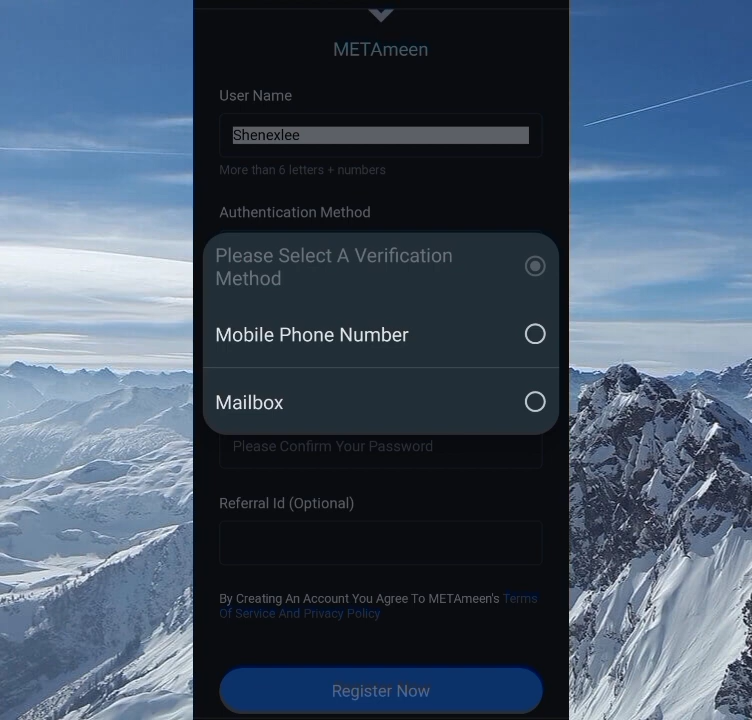 METAmeen
User Name
Shenexlee
More than 6 letters + numbers
Authentication Method
Please Select A Verification
Method
Mobile Phone Number
Mailbox
Please Confirm Your Password
Referral Id (Optional)
By Creating An Account You Agree To METAmeen's Terms
Of Service And Privacy Policy
Register Now